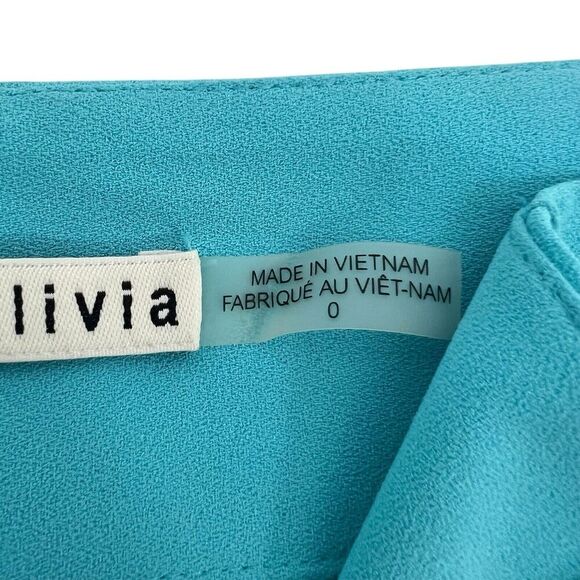 livia
MADE IN VIETNAM
FABRIQUÉ AU VIÊT-NAM
0